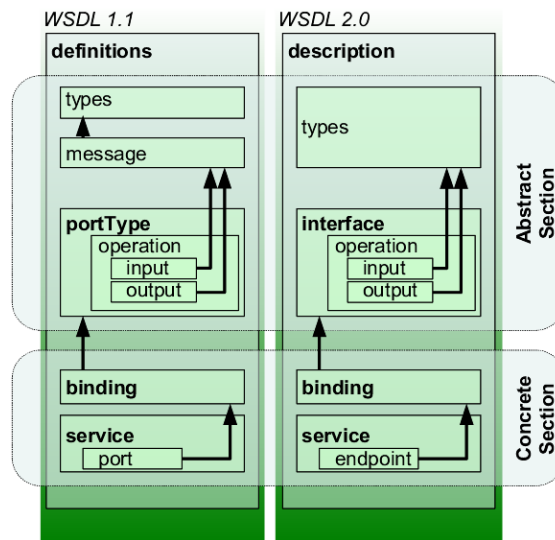 WSDL 1.1
definitions
types
message
portType
operation
input
output
binding
service
port
WSDL 2.0
description
types
interface
operation
input
output
binding
service
endpoint
Abstract
Section
Concrete
Section